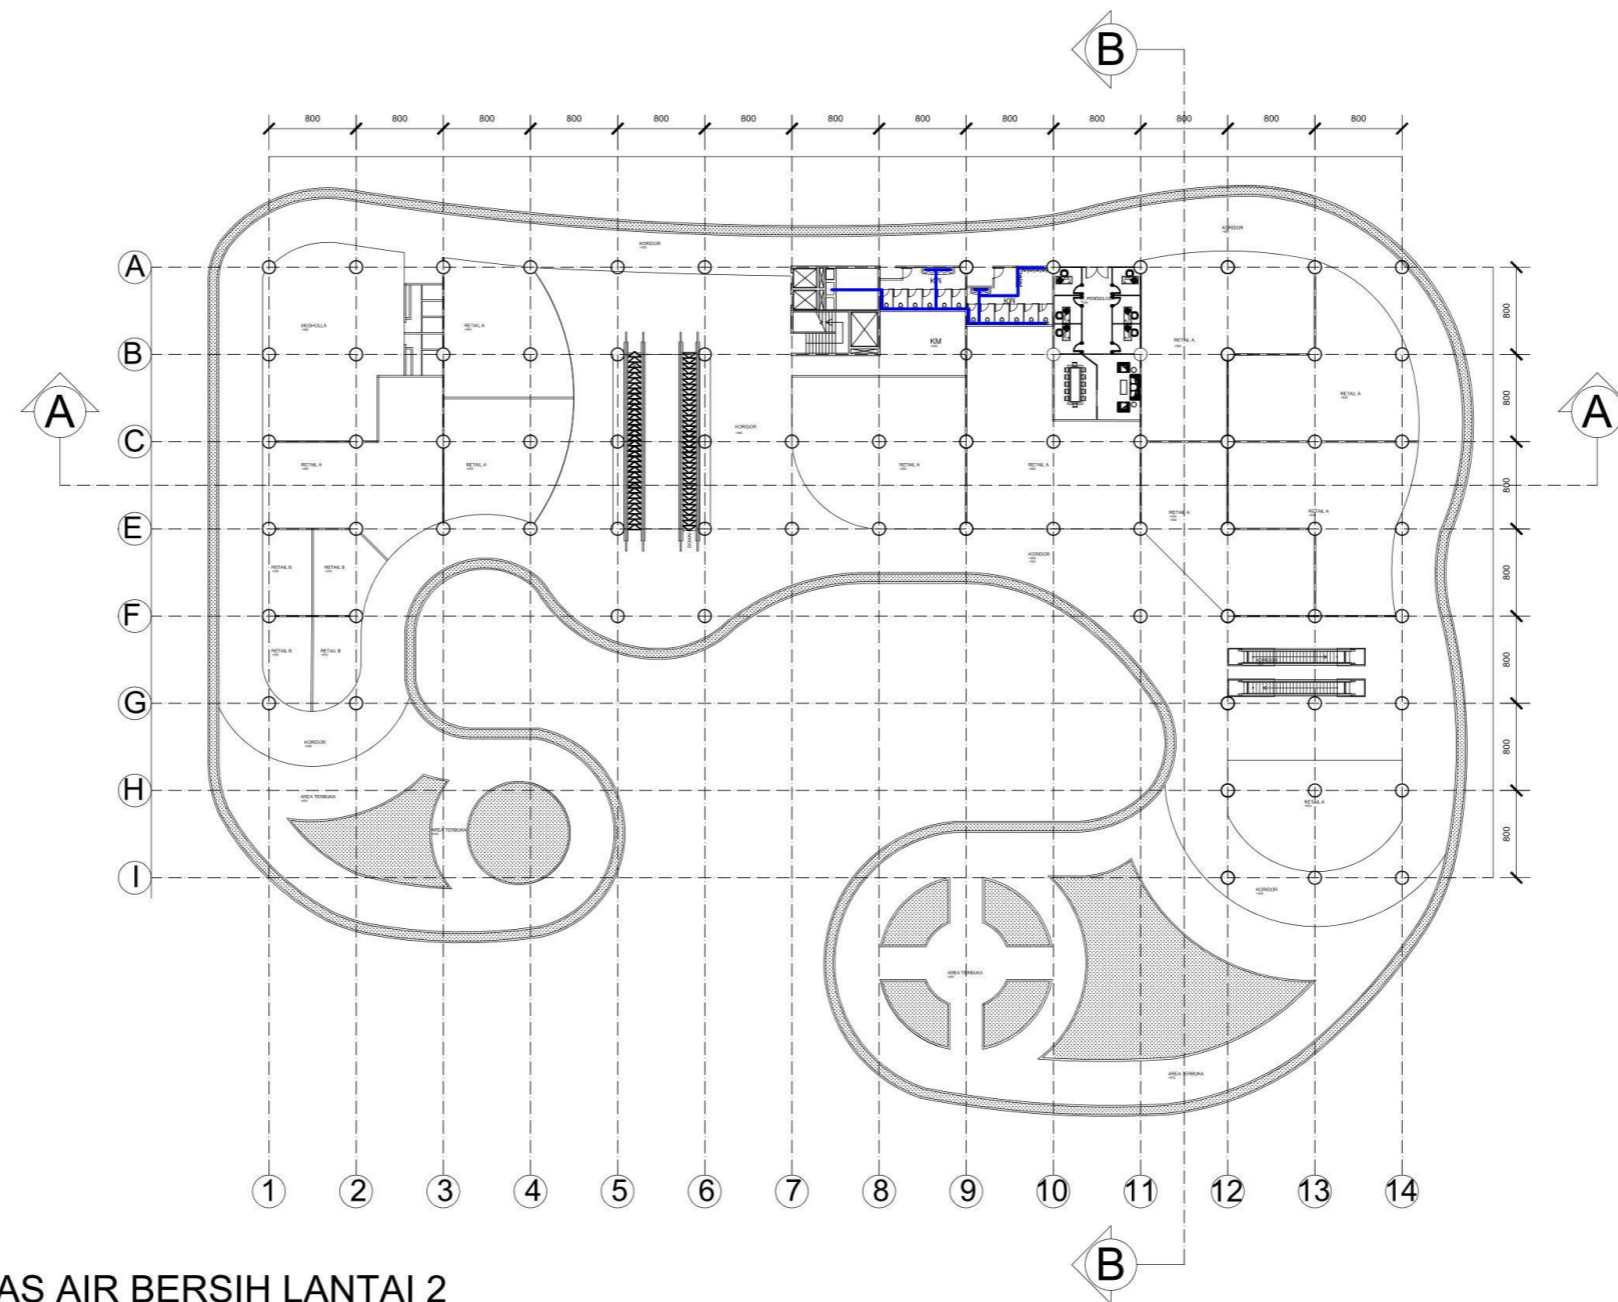 B
800 800 800 800 800 800 800 800 800 800 800 800 800
KORIDOR
KORIDOR
A
MUSHOLLA
RETAIL A
800
KM
RETAIL A
B
A
RETAIL A
800
A
KORIDOR
C
RETAIL A
RETAIL A
RETAIL A
RETAIL A
800
RETAIL A
RETAIL A
E
KORIDOR
RETAIL B
RETAIL B
800
F
RETAIL B
RETAIL B
800
G
KORIDOR
800
H
AREA TERBUKA
RETAIL A
AREA TERBUKA
800
I
KORIDOR
AREA TERBUKA
AREA TERBUKA
1 2 3 4 5 6 7 8 9 10 11 12 13 14
B
AS AIR BERSIH LANTAI 2